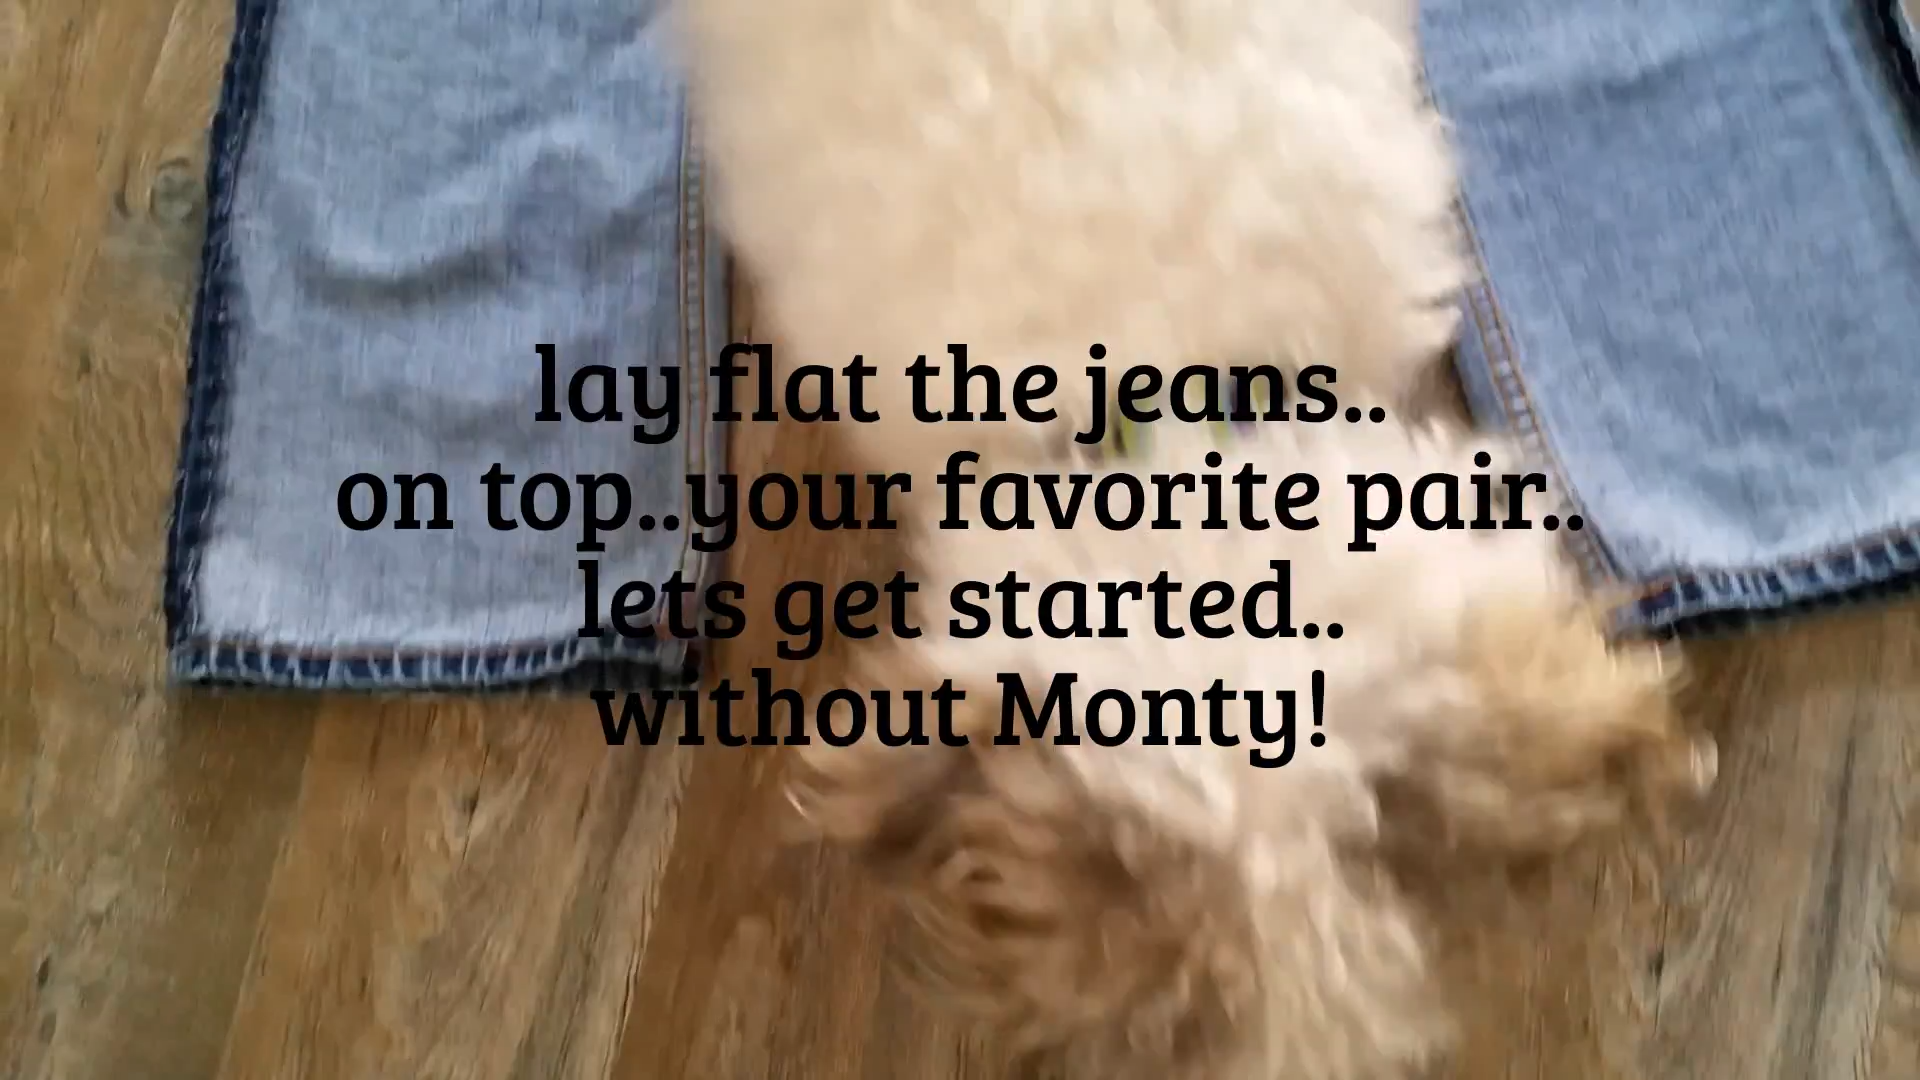 lay flat the jeans..
on top..your favorite pair..
lets get started..
without Monty!